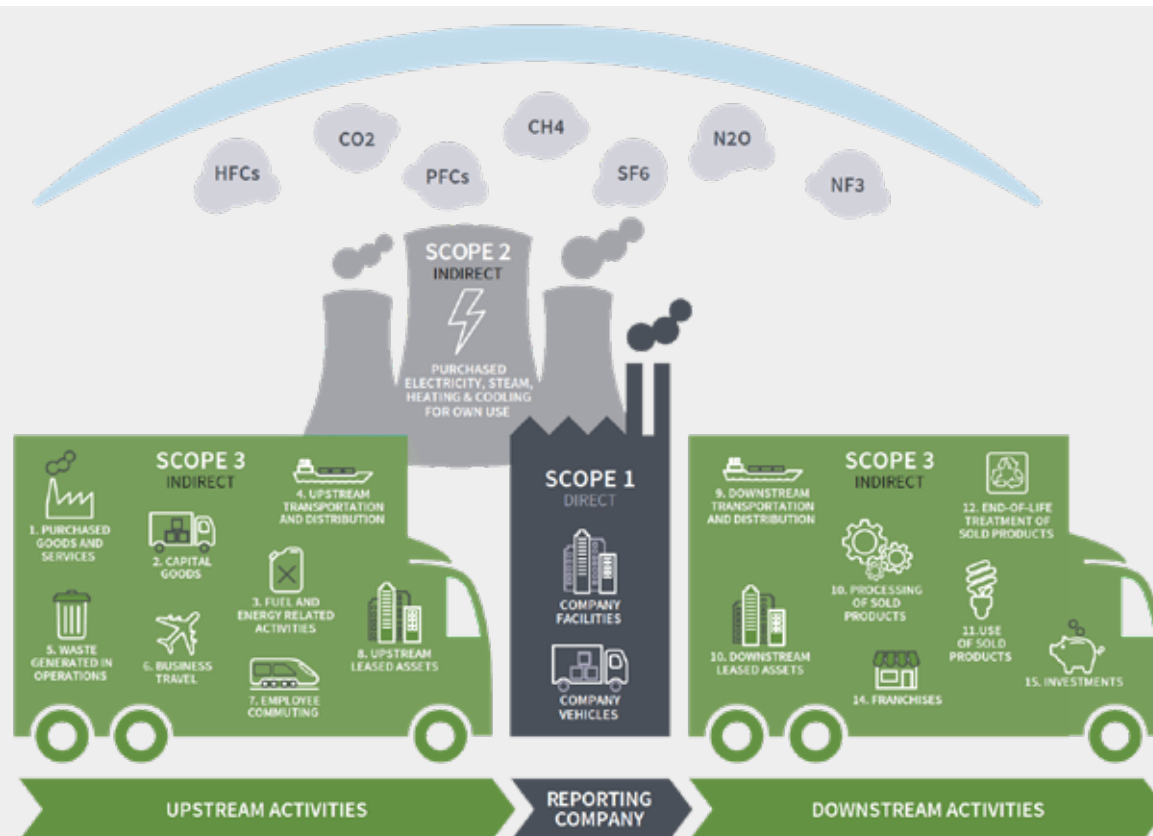 HFCs
CO2
PFCs
CH4
SF6
N2O
NF3
SCOPE 2
INDIRECT
PURCHASED
ELECTRICITY, STEAM,
HEATING & COOLING
FOR OWN USE
SCOPE 3
INDIRECT
1. PURCHASED
GOODS AND
SERVICES
2. CAPITAL
GOODS
3. FUEL AND
ENERGY RELATED
ACTIVITIES
4. UPSTREAM
TRANSPORTATION
AND DISTRIBUTION
5. WASTE
GENERATED IN
OPERATIONS
6. BUSINESS
TRAVEL
7. EMPLOYEE
COMMUTING
8. UPSTREAM
LEASED ASSETS
SCOPE 1
DIRECT
COMPANY
FACILITIES
COMPANY
VEHICLES
SCOPE 3
INDIRECT
9. DOWNSTREAM
TRANSPORTATION
AND DISTRIBUTION
10. PROCESSING
OF SOLD
PRODUCTS
11.USE
OF SOLD
PRODUCTS
12. END-OF-LIFE
TREATMENT OF
SOLD PRODUCTS
10. DOWNSTREAM
LEASED ASSETS
14. FRANCHISES
15. INVESTMENTS
UPSTREAM ACTIVITIES
REPORTING
COMPANY
DOWNSTREAM ACTIVITIES